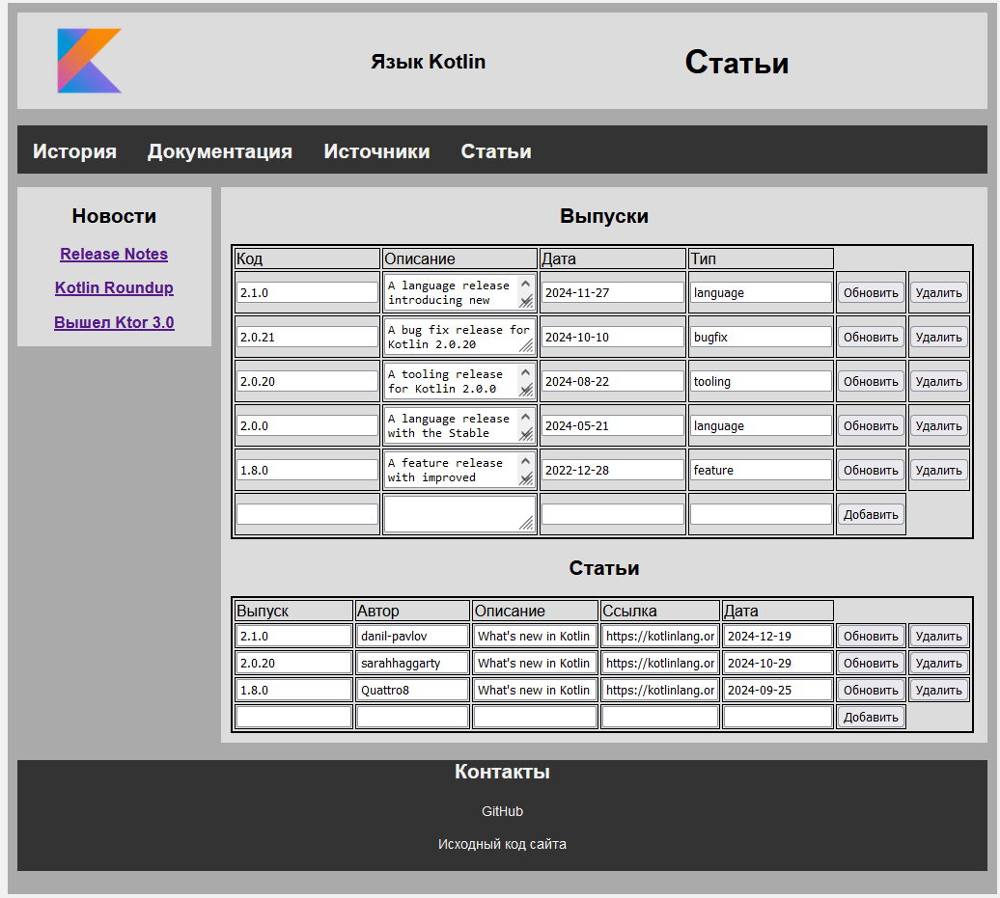 Язык Kotlin
Статьи
История Документация Источники Статьи
Новости
Release Notes
Kotlin Roundup
Вышел Ktor 3.0
Выпуски
Код Описание Дата Тип
2.1.0 A language release introducing new 2024-11-27 language Обновить Удалить
2.0.21 A bug fix release for Kotlin 2.0.20 2024-10-10 bugfix Обновить Удалить
2.0.20 A tooling release for Kotlin 2.0.0 2024-08-22 tooling Обновить Удалить
2.0.0 A language release with the Stable 2024-05-21 language Обновить Удалить
1.8.0 A feature release with improved 2022-12-28 feature Обновить Удалить
Добавить
Статьи
Выпуск Автор Описание Ссылка Дата
2.1.0 danil-pavlov What's new in Kotlin https://kotlinlang.or 2024-12-19 Обновить Удалить
2.0.20 sarahhaggarty What's new in Kotlin https://kotlinlang.or 2024-10-29 Обновить Удалить
1.8.0 Quattro8 What's new in Kotlin https://kotlinlang.or 2024-09-25 Обновить Удалить
Добавить
Контакты
GitHub
Исходный код сайта